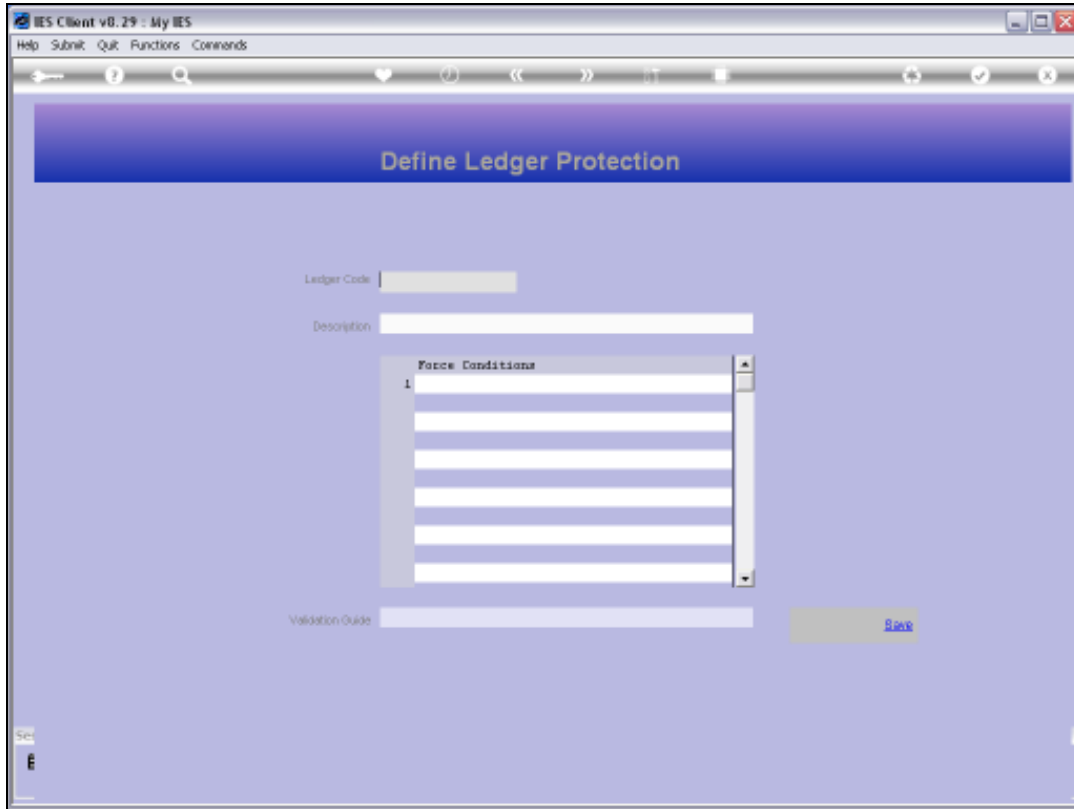 IES Client v8.29 : My IES
Help Submit Quit Functions Commands
Define Ledger Protection
Ledger Code
Description
Force Conditions
1
Validation Guide
Save